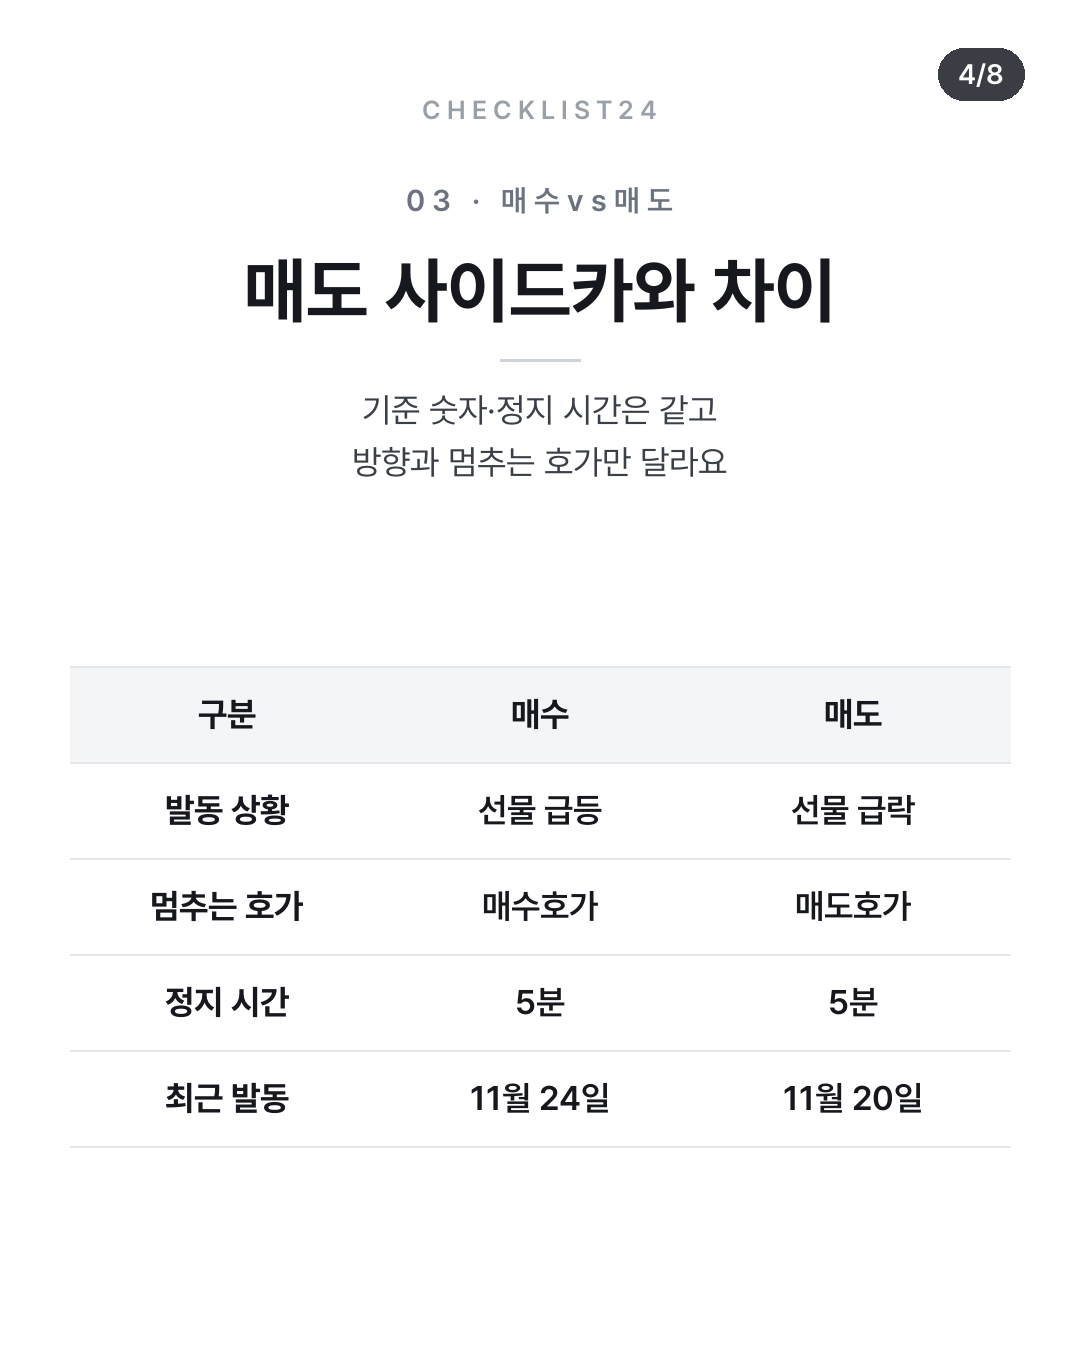 4/8
CHECKLIST24
03 · 매수vs매도
매도 사이드카와 차이
기준 숫자·정지 시간은 같고
방향과 멈추는 호가만 달라요
구분 매수 매도
발동 상황 선물 급등 선물 급락
멈추는 호가 매수호가 매도호가
정지 시간 5분 5분
최근 발동 11월 24일 11월 20일